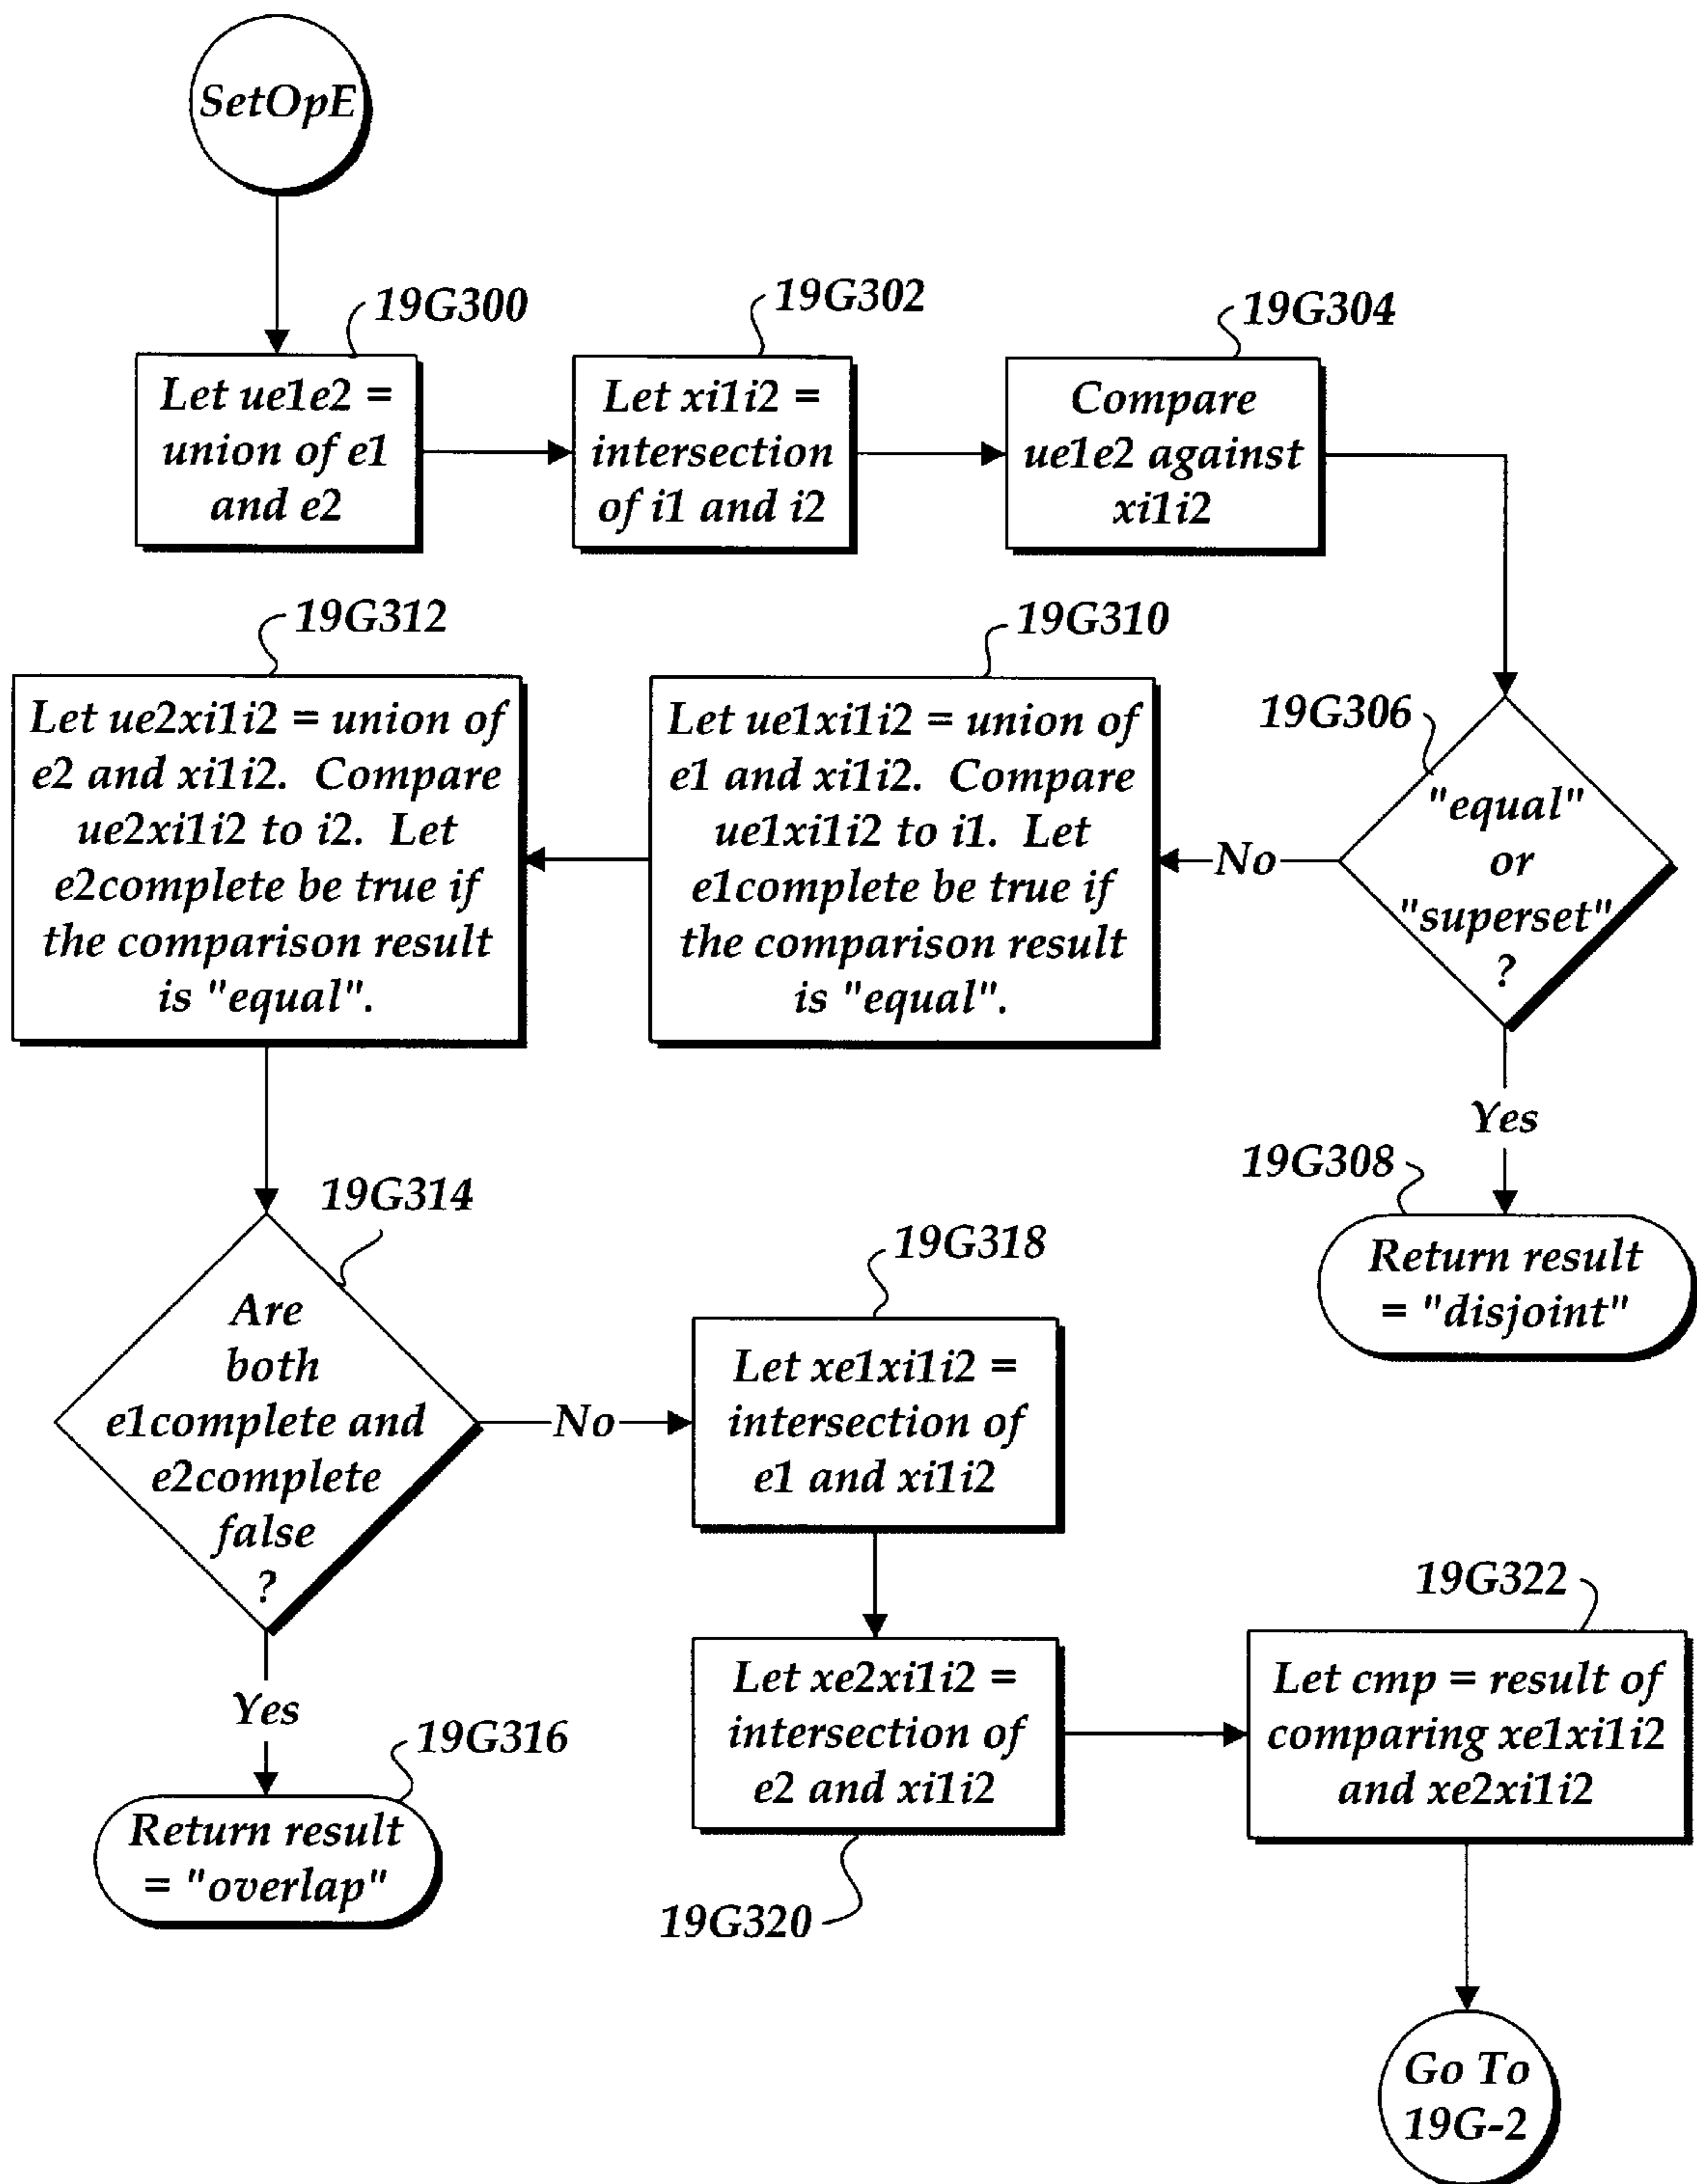 SetOpE
19G300
Let ue1e2 =
union of e1
and e2
19G302
Let xi1i2 =
intersection
of i1 and i2
19G304
Compare
ue1e2 against
xi1i2
19G306
"equal"
or
"superset"
?
No
Yes
19G308
Return result
= "disjoint"
19G310
Let ue1xi1i2 = union of
e1 and xi1i2. Compare
ue1xi1i2 to i1. Let
e1complete be true if
the comparison result
is "equal".
19G312
Let ue2xi1i2 = union of
e2 and xi1i2. Compare
ue2xi1i2 to i2. Let
e2complete be true if
the comparison result
is "equal".
19G314
Are
both
e1complete and
e2complete
false
?
No
Yes
19G316
Return result
= "overlap"
19G318
Let xe1xi1i2 =
intersection of
e1 and xi1i2
Let xe2xi1i2 =
intersection of
e2 and xi1i2
19G320
19G322
Let cmp = result of
comparing xe1xi1i2
and xe2xi1i2
Go To
19G-2